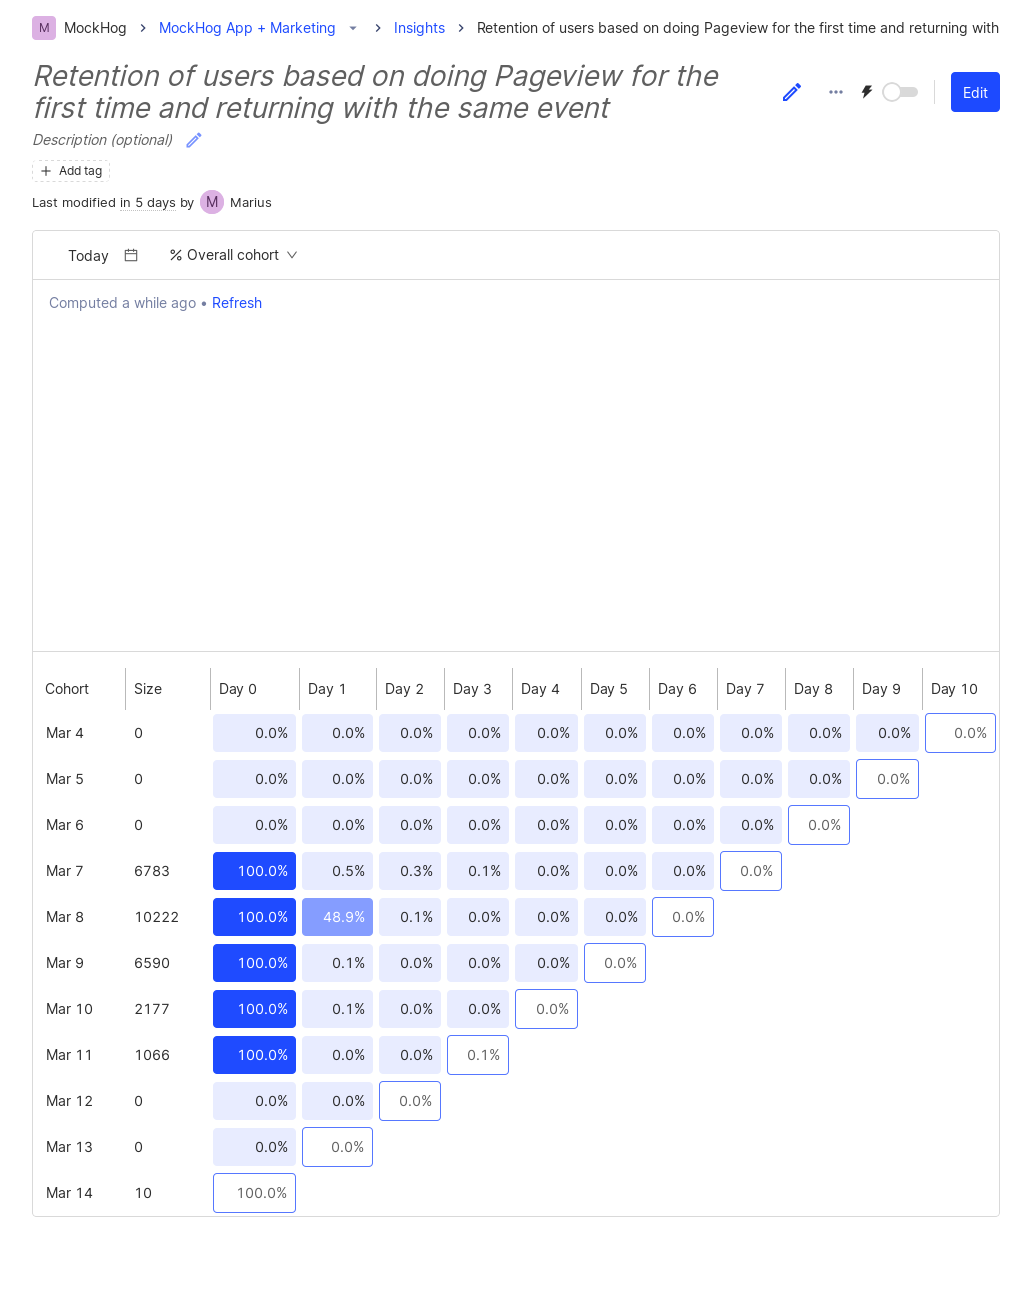 M MockHog > MockHog App + Marketing > Insights > Retention of users based on doing Pageview for the first time and returning with
Retention of users based on doing Pageview for the
first time and returning with the same event
Edit
Description (optional)
+ Add tag
Last modified in 5 days by M Marius
Today % Overall cohort
Computed a while ago • Refresh
Cohort Size Day 0 Day 1 Day 2 Day 3 Day 4 Day 5 Day 6 Day 7 Day 8 Day 9 Day 10
Mar 4 0 0.0% 0.0% 0.0% 0.0% 0.0% 0.0% 0.0% 0.0% 0.0% 0.0% 0.0%
Mar 5 0 0.0% 0.0% 0.0% 0.0% 0.0% 0.0% 0.0% 0.0% 0.0% 0.0%
Mar 6 0 0.0% 0.0% 0.0% 0.0% 0.0% 0.0% 0.0% 0.0% 0.0%
Mar 7 6783 100.0% 0.5% 0.3% 0.1% 0.0% 0.0% 0.0% 0.0%
Mar 8 10222 100.0% 48.9% 0.1% 0.0% 0.0% 0.0% 0.0%
Mar 9 6590 100.0% 0.1% 0.0% 0.0% 0.0% 0.0%
Mar 10 2177 100.0% 0.1% 0.0% 0.0% 0.0%
Mar 11 1066 100.0% 0.0% 0.0% 0.1%
Mar 12 0 0.0% 0.0% 0.0%
Mar 13 0 0.0% 0.0%
Mar 14 10 100.0%